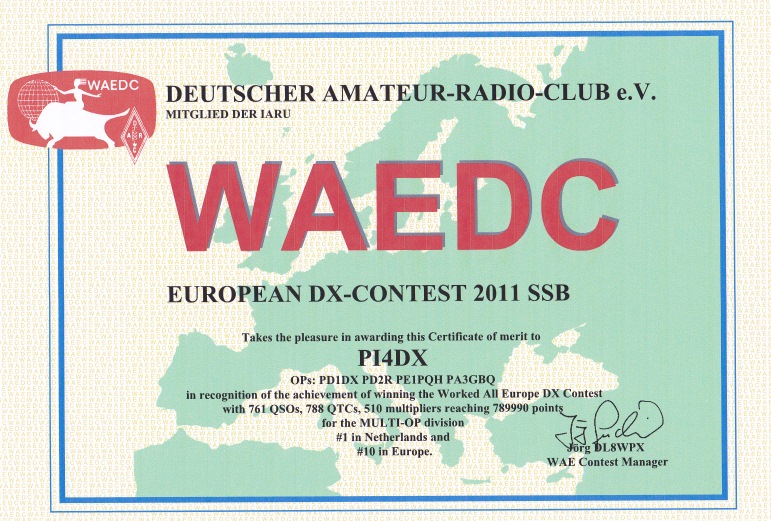 WAEDC
DARC
DEUTSCHER AMATEUR-RADIO-CLUB e.V.
MITGLIED DER IARU
WAEDC
EUROPEAN DX-CONTEST 2011 SSB
Takes the pleasure in awarding this Certificate of merit to
PI4DX
OPs: PD1DX PD2R PE1PQH PA3GBQ
in recognition of the achievement of winning the Worked All Europe DX Contest
with 761 QSOs, 788 QTCs, 510 multipliers reaching 789990 points
for the MULTI-OP division
#1 in Netherlands and
#10 in Europe.
Jörg DL8WPX
WAE Contest Manager